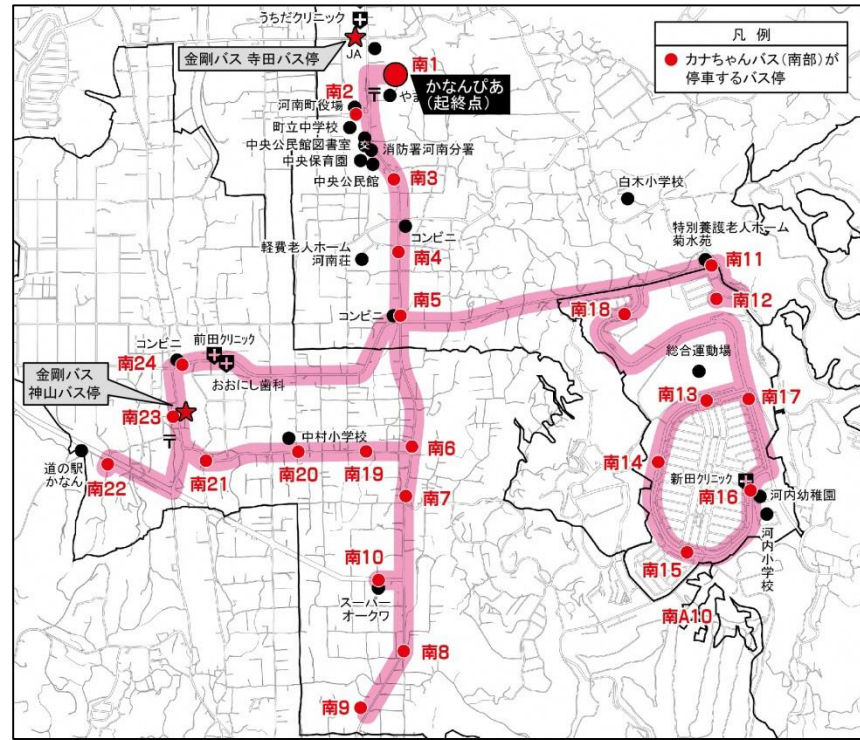 うちだクリニック
金剛バス 寺田バス停
JA
南1
かなんぴあ
(起終点)
凡 例
カナちゃんバス(南部)が
停車するバス停
南2
〒
河南町役場
町立中学校
中央公民館図書室
消防署河南分署
中央保育園
中央公民館
南3
白木小学校
コンビニ
軽費老人ホーム
河南荘
南4
特別養護老人ホーム
菊水苑
南11
南12
コンビニ
南5
南18
コンビニ
前田クリニック
南24
おおにし歯科
総合運動場
金剛バス
神山バス停
南13
南17
南23
〒
中村小学校
南6
道の駅
かなん
南22
南21
南20
南19
南14
新田クリニック
南16
河内幼稚園
南7
河内小学校
南10
スーパー
オークワ
南15
南A10
南8
南9